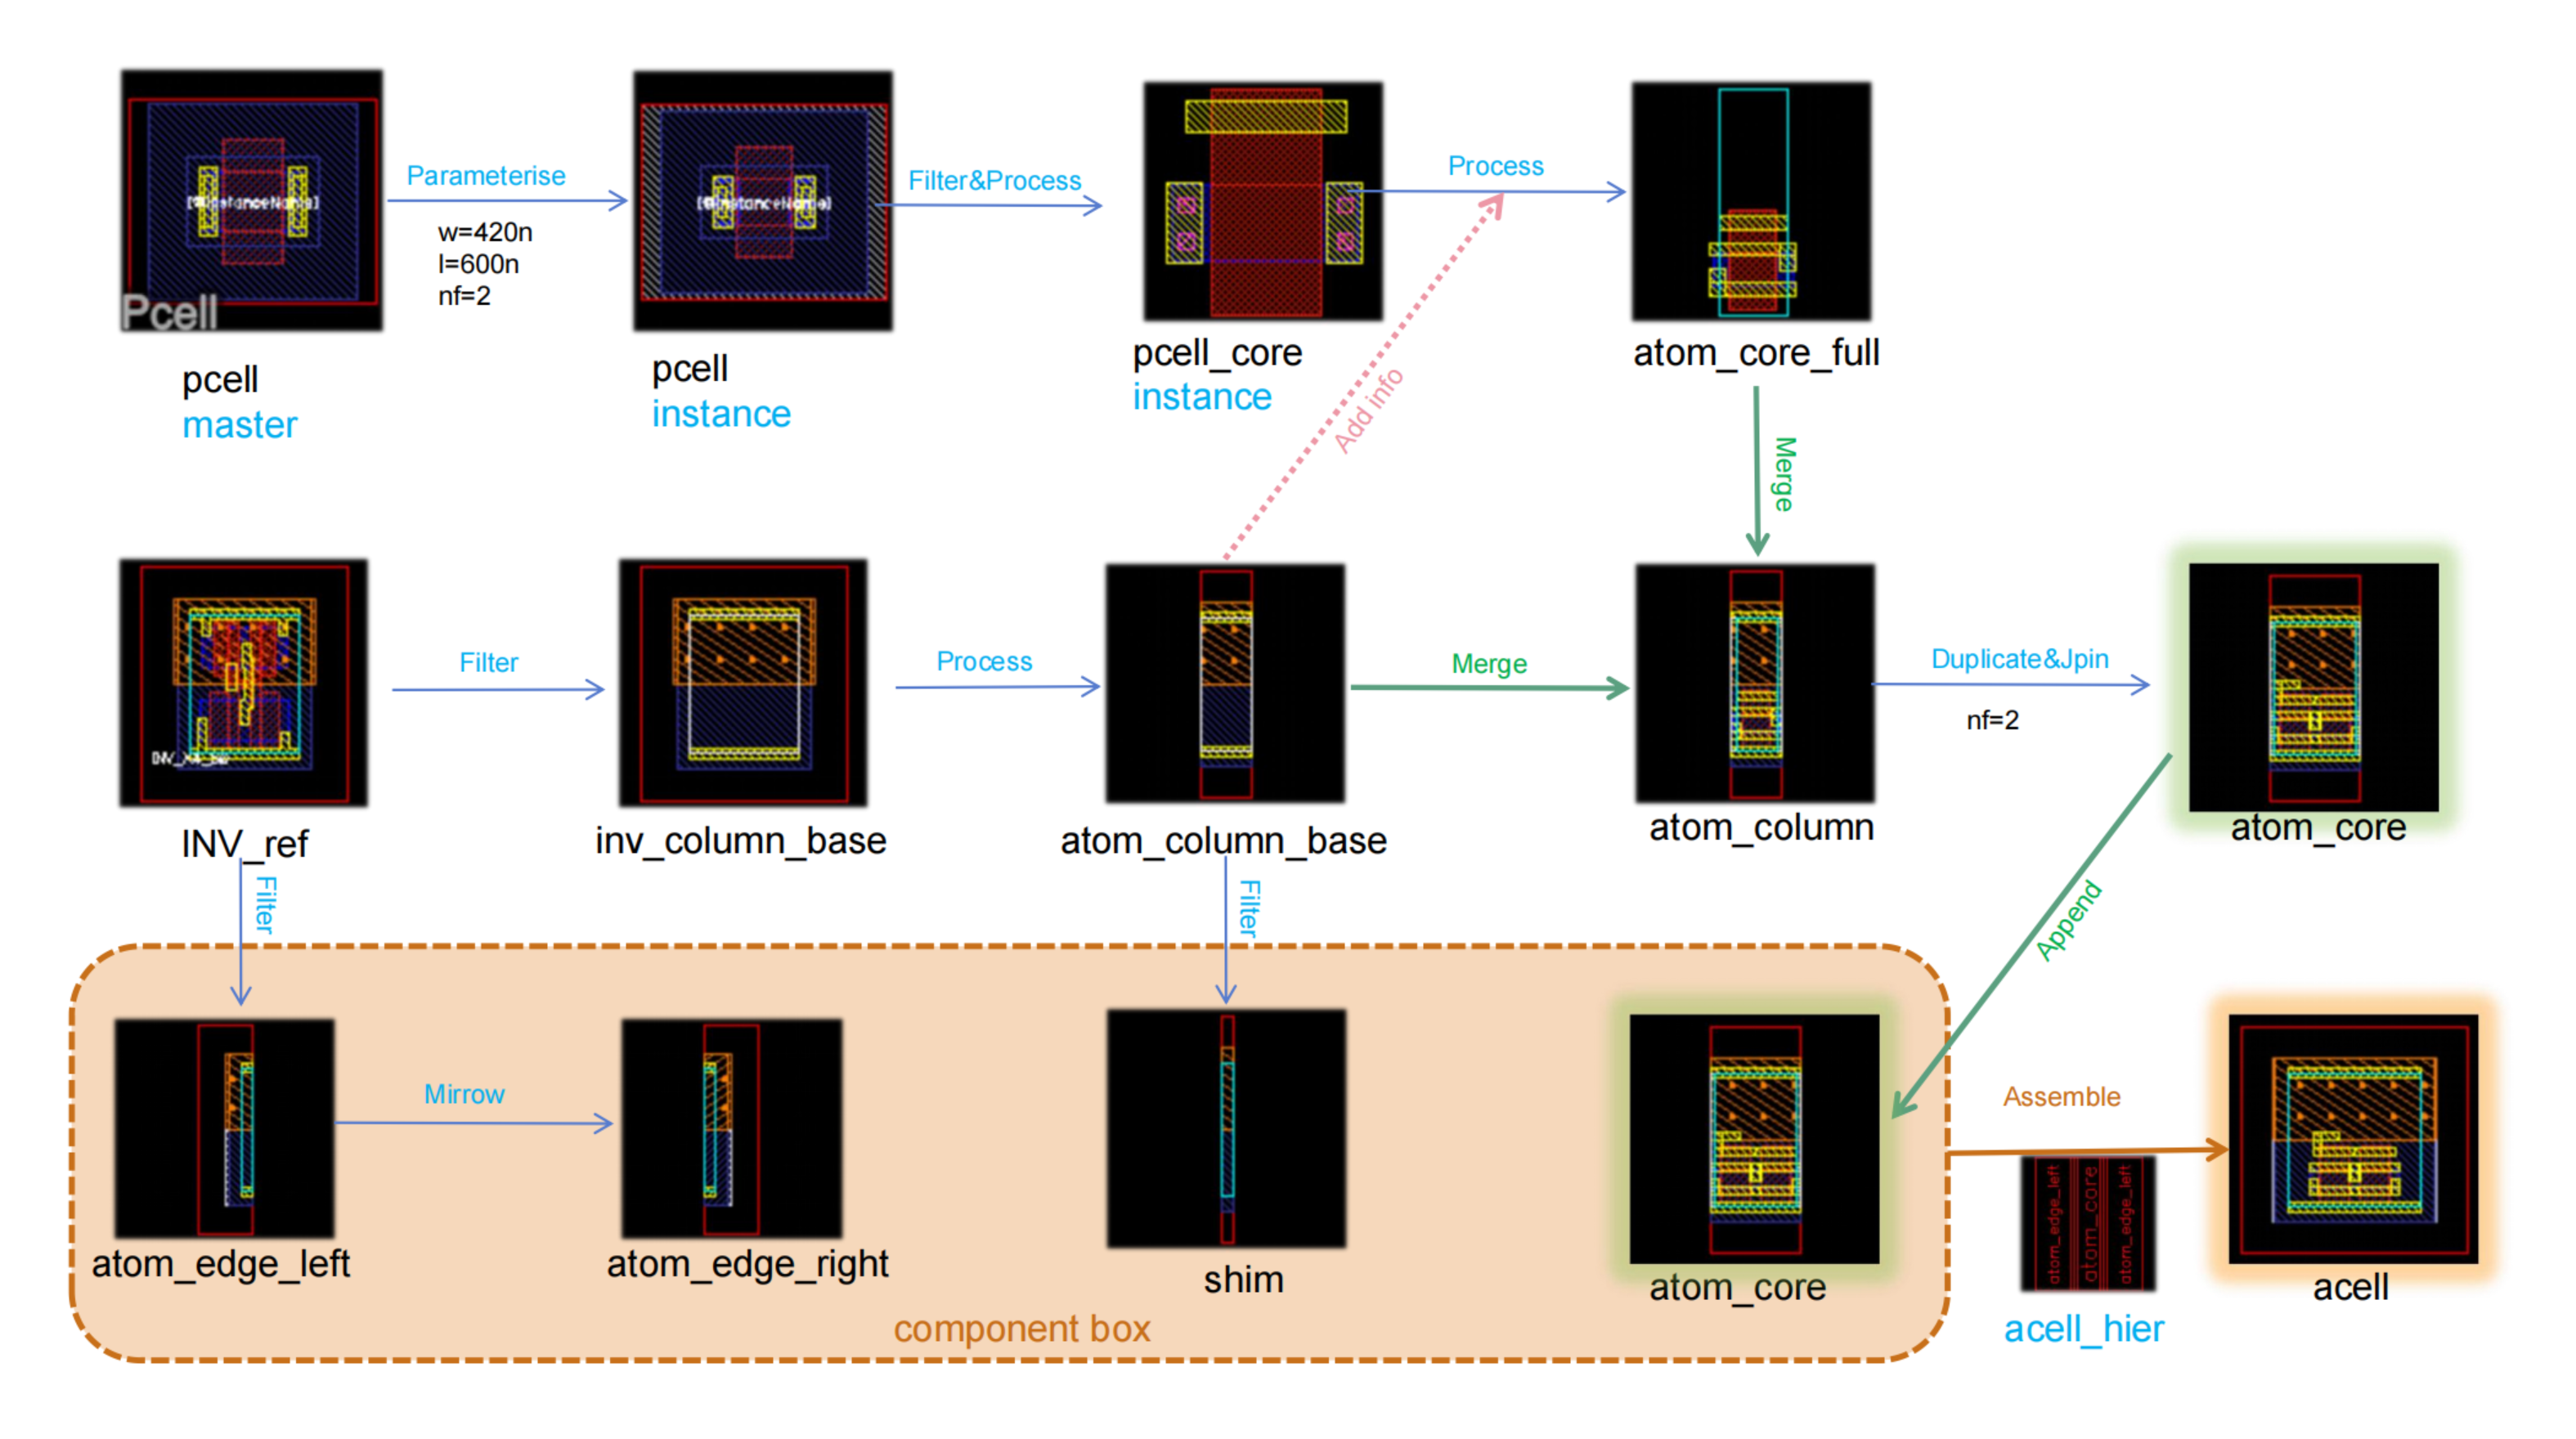 Pcell
[@instanceName]
pcell
master
Parameterise
w=420n
l=600n
nf=2
[@instanceName]
pcell
instance
Filter&Process
pcell_core
instance
Process
atom_core_full
Add info
Merge
INV_ref
Filter
inv_column_base
Process
atom_column_base
Merge
atom_column
Duplicate&Jpin
nf=2
atom_core
Filter
Filter
Append
atom_edge_left
Mirrow
atom_edge_right
shim
atom_core
component box
Assemble
atom_edge_left
atom_core
atom_edge_left
acell_hier
acell